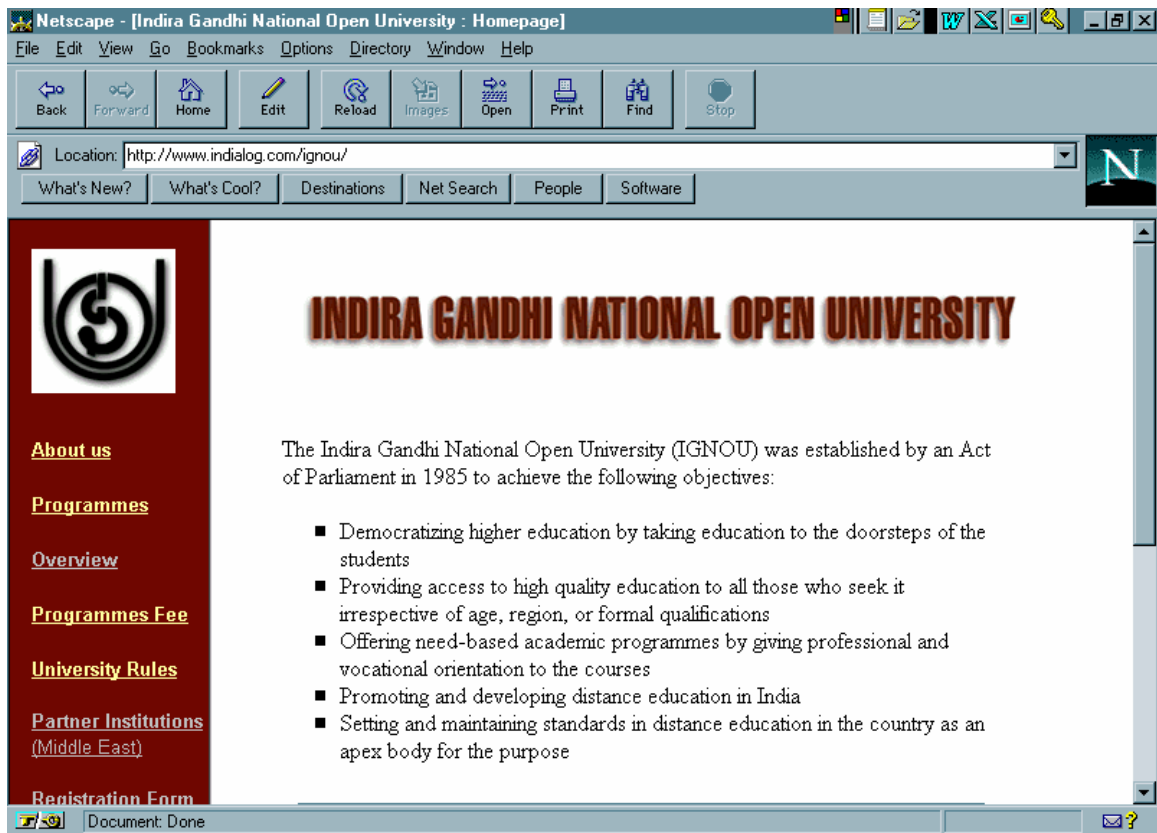 Netscape - [Indira Gandhi National Open University : Homepage]
File Edit View Go Bookmarks Options Directory Window Help
Back Forward Home Edit Reload Images Open Print Find Stop
Location: http://www.indialog.com/ignou/
N
What's New? What's Cool? Destinations Net Search People Software
INDIRA GANDHI NATIONAL OPEN UNIVERSITY
About us
Programmes
Overview
Programmes Fee
University Rules
Partner Institutions
(Middle East)
Registration Form
The Indira Gandhi National Open University (IGNOU) was established by an Act
of Parliament in 1985 to achieve the following objectives:
Democratizing higher education by taking education to the doorsteps of the
students
Providing access to high quality education to all those who seek it
irrespective of age, region, or formal qualifications
Offering need-based academic programmes by giving professional and
vocational orientation to the courses
Promoting and developing distance education in India
Setting and maintaining standards in distance education in the country as an
apex body for the purpose
Document: Done